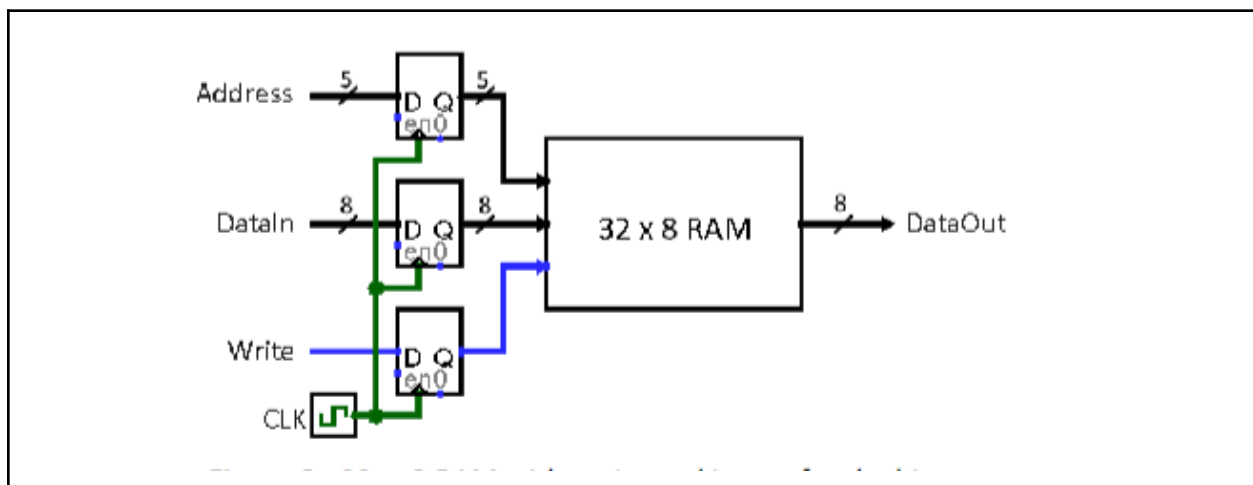 Address 5 D Q en0 5
DataIn 8 D Q en0 8 32 x 8 RAM 8 DataOut
Write D Q en0
CLK